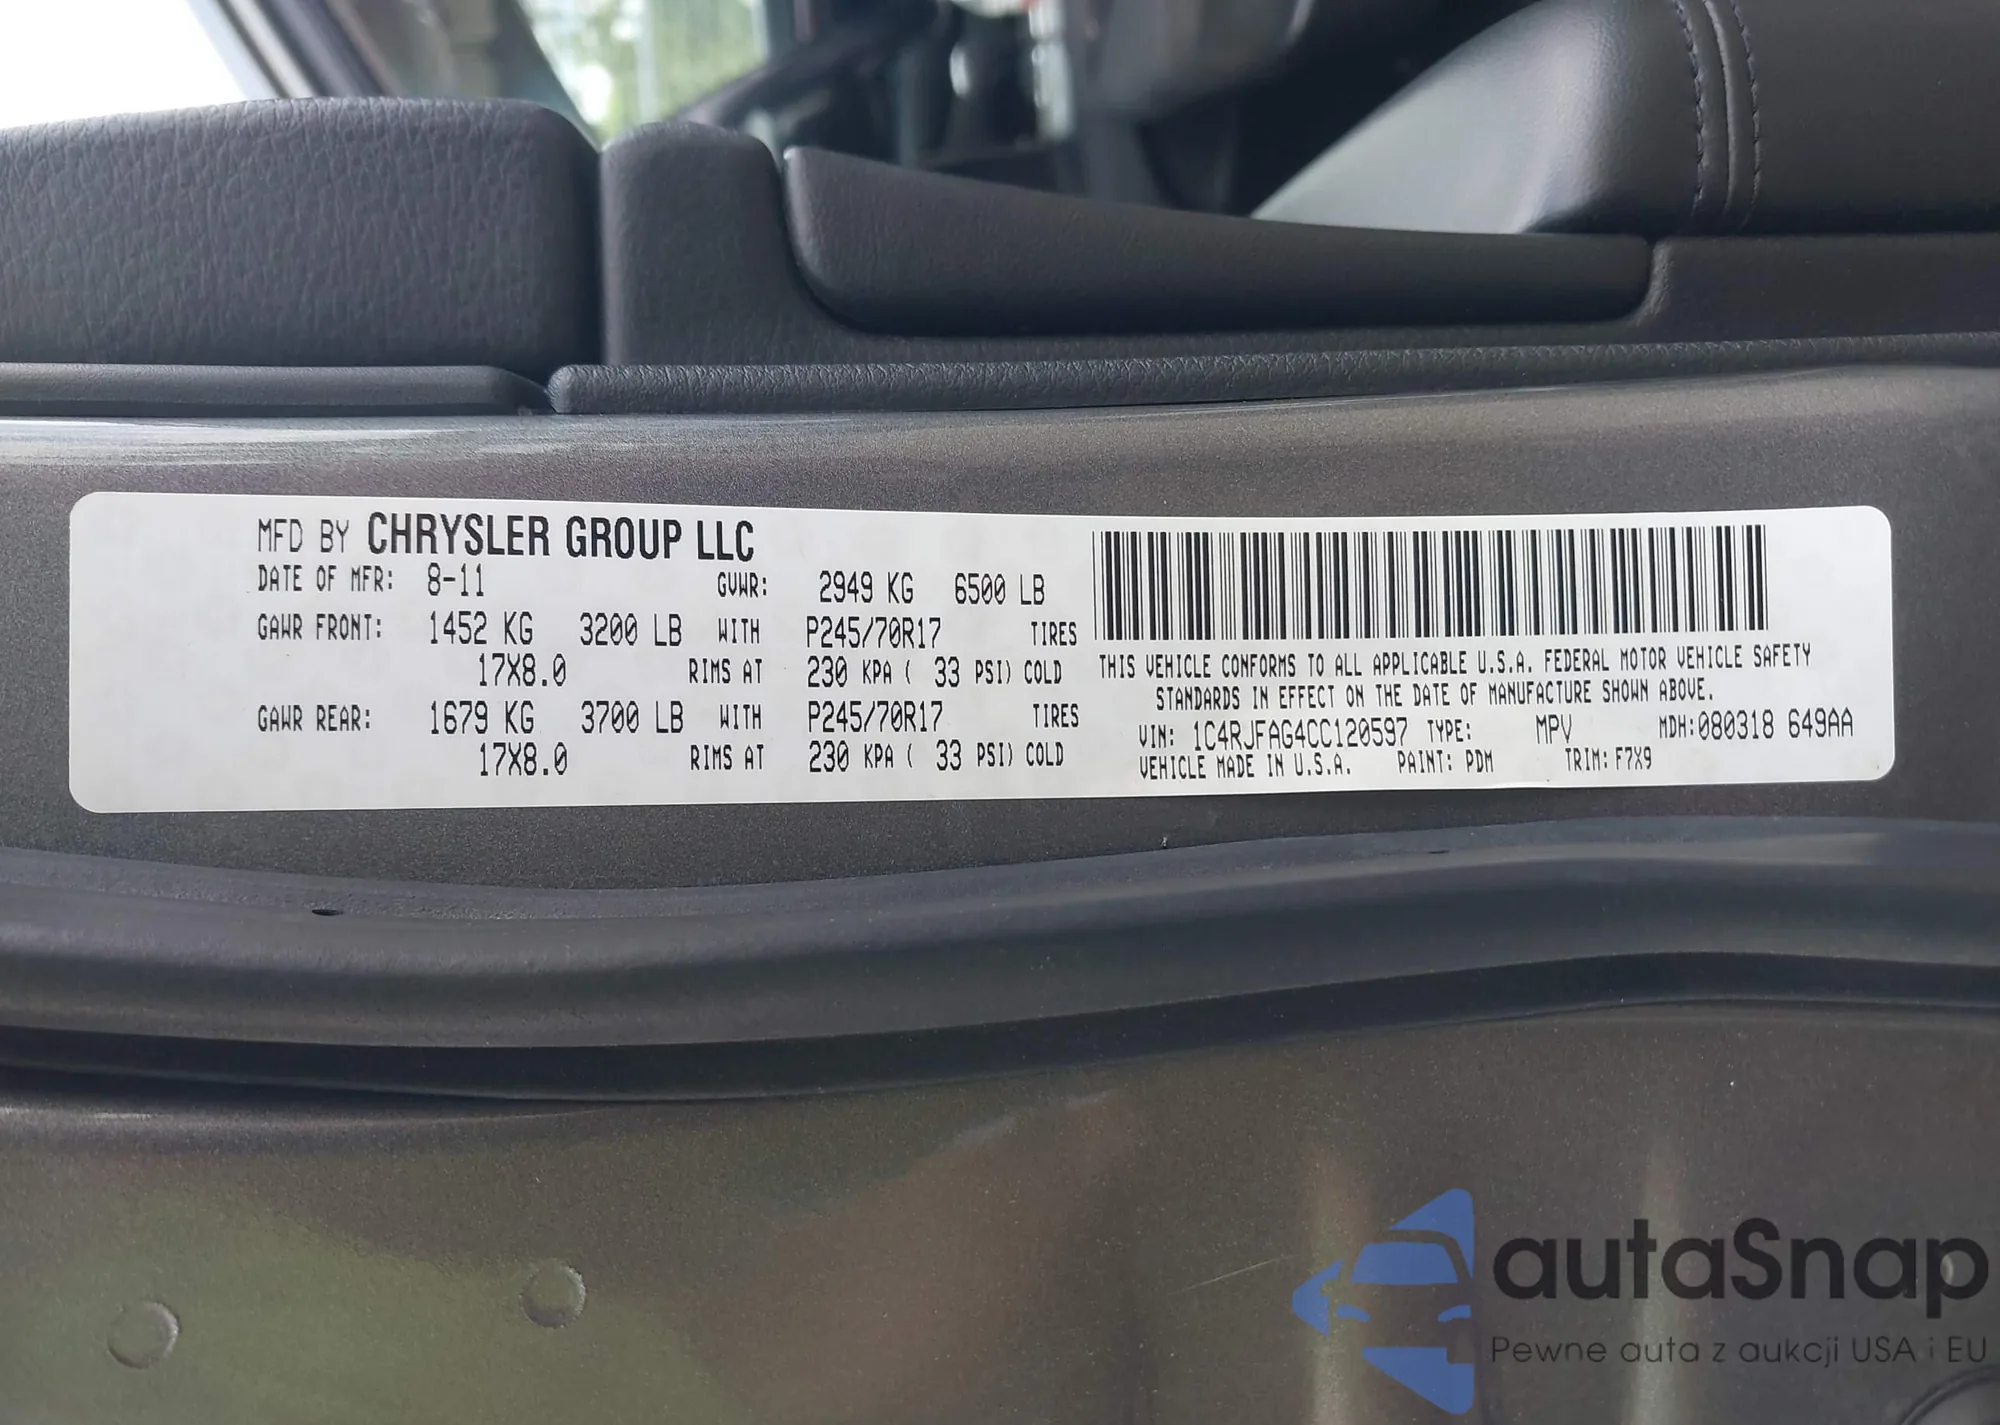 MFD BY CHRYSLER GROUP LLC
DATE OF MFR: 8-11 GVWR: 2949 KG 6500 LB
GAWR FRONT: 1452 KG 3200 LB WITH P245/70R17 TIRES
17X8.0 RIMS AT 230 KPA ( 33 PSI) COLD
GAWR REAR: 1679 KG 3700 LB WITH P245/70R17 TIRES
17X8.0 RIMS AT 230 KPA ( 33 PSI) COLD
THIS VEHICLE CONFORMS TO ALL APPLICABLE U.S.A. FEDERAL MOTOR VEHICLE SAFETY
STANDARDS IN EFFECT ON THE DATE OF MANUFACTURE SHOWN ABOVE.
VIN: 1C4RJFAG4CC120597 TYPE: MPV MDH:080318 649AA
VEHICLE MADE IN U.S.A. PAINT: PDM TRIM: F7X9
autaSnap
Pewne auta z aukcji USA i EU